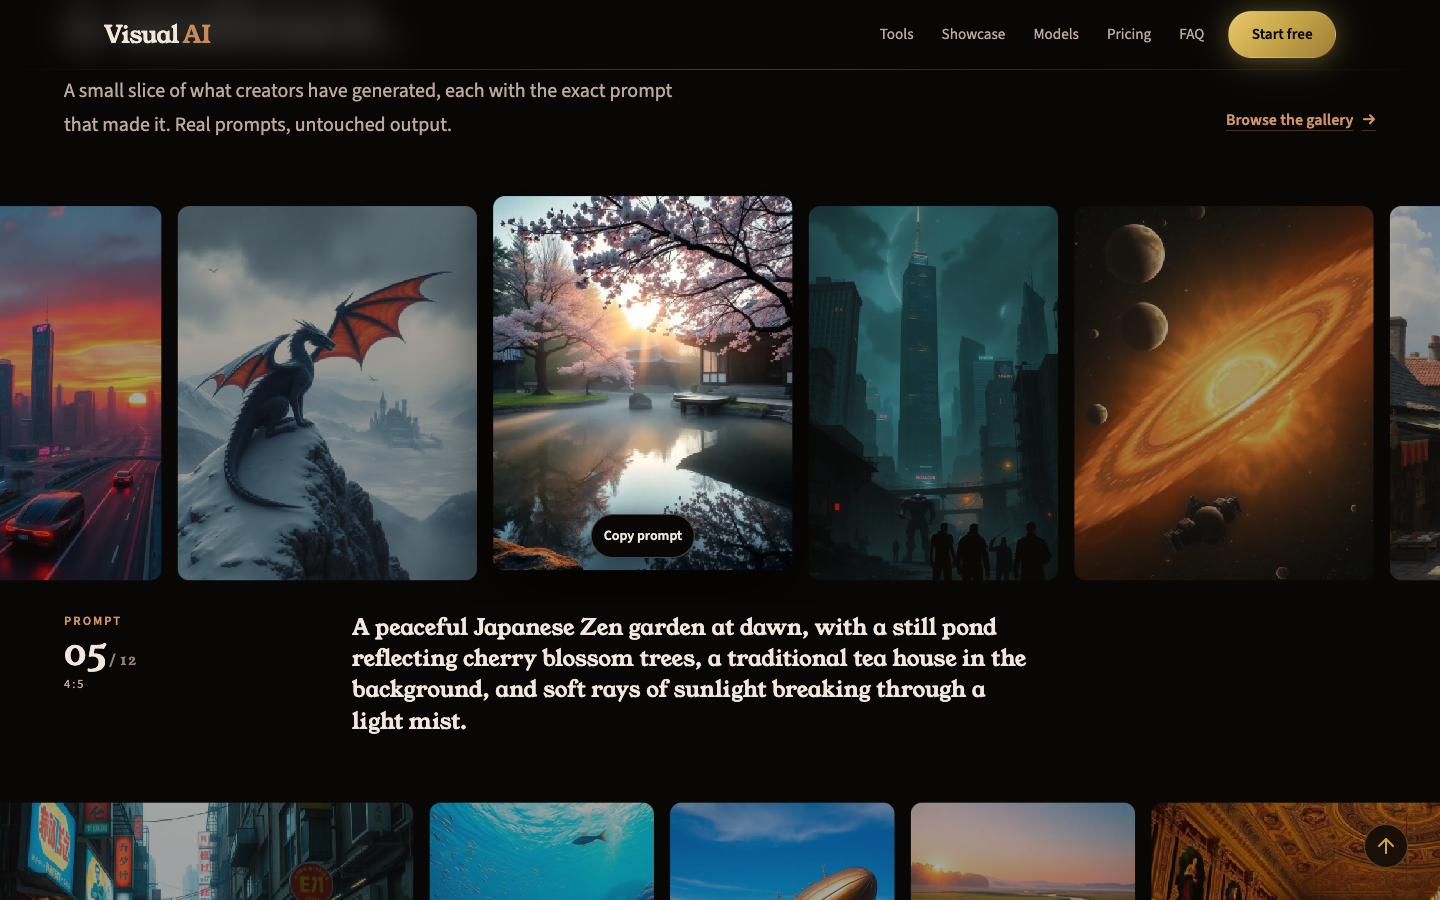 Visual AI
Tools
Showcase
Models
Pricing
FAQ
Start free
A small slice of what creators have generated, each with the exact prompt
that made it. Real prompts, untouched output.
Browse the gallery →
Copy prompt
PROMPT
05 / 12
4:5
A peaceful Japanese Zen garden at dawn, with a still pond
reflecting cherry blossom trees, a traditional tea house in the
background, and soft rays of sunlight breaking through a
light mist.